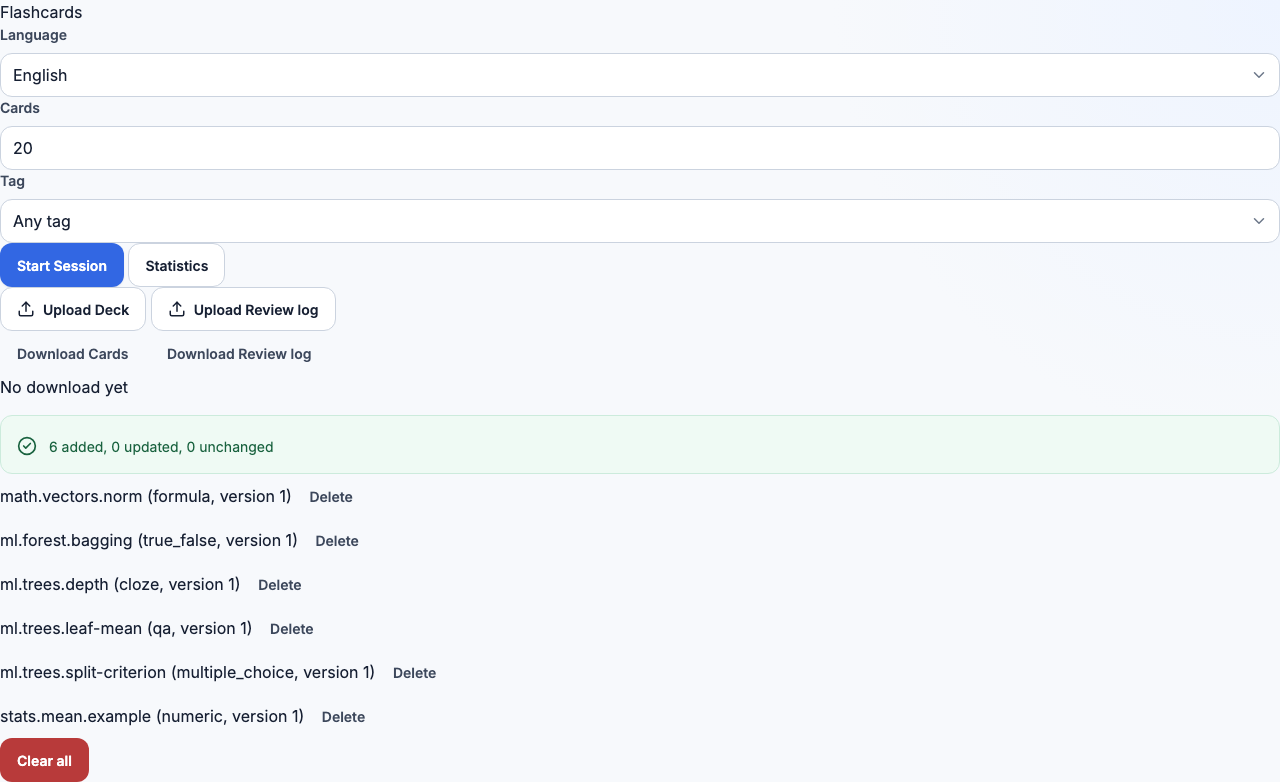 Flashcards
Language
English
Cards
20
Tag
Any tag
Start Session Statistics
Upload Deck Upload Review log
Download Cards Download Review log
No download yet
6 added, 0 updated, 0 unchanged
math.vectors.norm (formula, version 1) Delete
ml.forest.bagging (true_false, version 1) Delete
ml.trees.depth (cloze, version 1) Delete
ml.trees.leaf-mean (qa, version 1) Delete
ml.trees.split-criterion (multiple_choice, version 1) Delete
stats.mean.example (numeric, version 1) Delete
Clear all